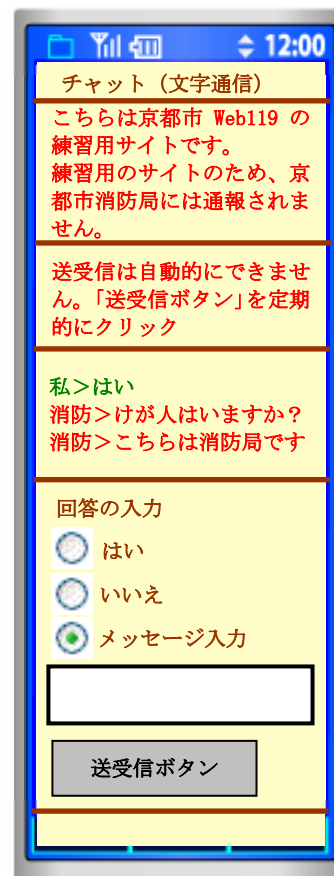 12:00
チャット（文字通信）
こちらは京都市 Web119 の
練習用サイトです。
練習用のサイトのため、京
都市消防局には通報されま
せん。
送受信は自動的にできませ
ん。「送受信ボタン」を定期
的にクリック
私＞はい
消防＞けが人はいますか？
消防＞こちらは消防局です
回答の入力
はい
いいえ
メッセージ入力
送受信ボタン